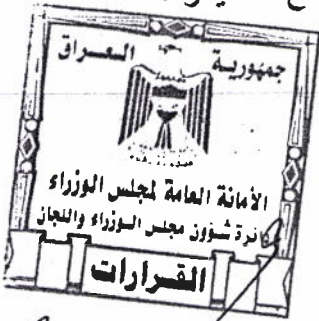 جمهورية العراق
الأمانة العامة لمجلس الوزراء
دائرة شؤون مجلس الوزراء واللجان
القرارات